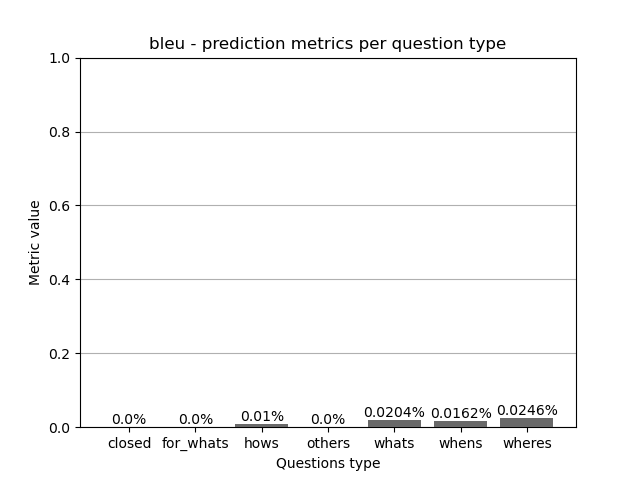 bleu - prediction metrics per question type
Metric value
1.0
0.8
0.6
0.4
0.2
0.0
0.0% 0.0% 0.01% 0.0% 0.0204% 0.0162% 0.0246%
closed for_whats hows others whats whens wheres
Questions type